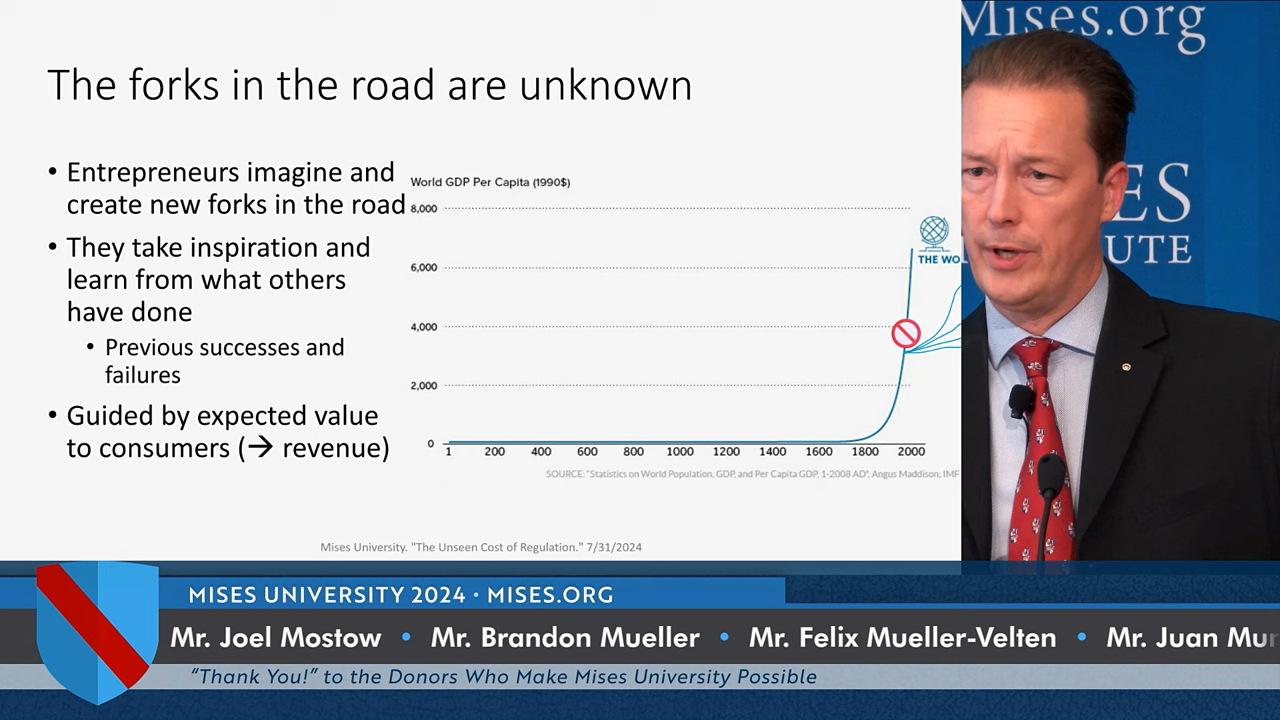 The forks in the road are unknown
• Entrepreneurs imagine and
create new forks in the road
• They take inspiration and
learn from what others
have done
• Previous successes and
failures
• Guided by expected value
to consumers (→ revenue)
World GDP Per Capita (1990$)
8,000
6,000
4,000
2,000
0
1 200 400 600 800 1000 1200 1400 1600 1800 2000
THE WO
SOURCE: "Statistics on World Population, GDP, and Per Capita GDP, 1-2008 AD", Angus Maddison; IMF
Mises University. "The Unseen Cost of Regulation." 7/31/2024
Mises.org
ES
UTE
MISES UNIVERSITY 2024 • MISES.ORG
Mr. Joel Mostow • Mr. Brandon Mueller • Mr. Felix Mueller-Velten • Mr. Juan Mu
“Thank You!” to the Donors Who Make Mises University Possible